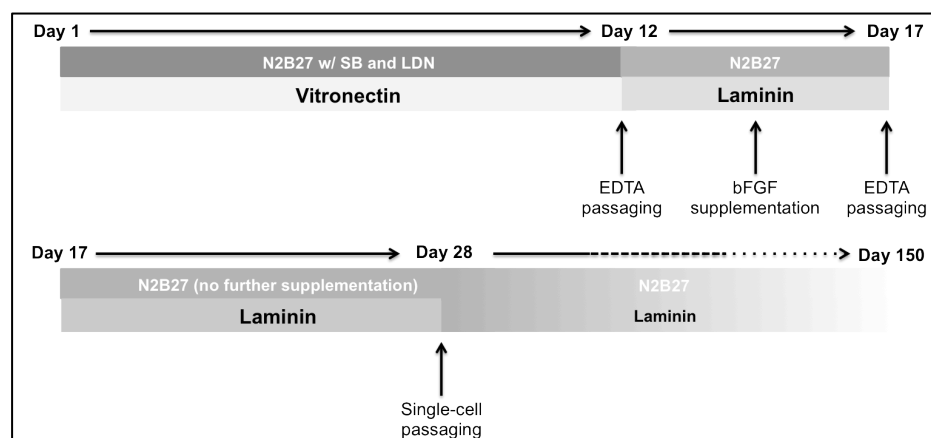 Day 1 Day 12 Day 17
N2B27 w/ SB and LDN N2B27
Vitronectin Laminin
EDTA passaging bFGF supplementation EDTA passaging
Day 17 Day 28 Day 150
N2B27 (no further supplementation) N2B27
Laminin Laminin
Single-cell
passaging